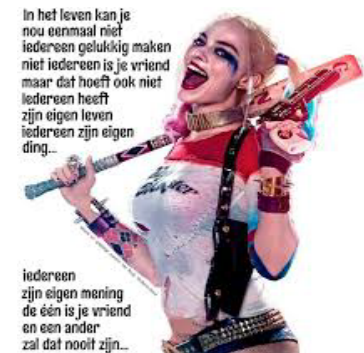 In het leven kan je
nou eenmaal niet
iedereen gelukkig maken
niet iedereen is je vriend
maar dat hoeft ook niet
Iedereen heeft
zijn eigen leven
iedereen zijn eigen
ding...
iedereen
zijn eigen mening
de één is je vriend
en een ander
zal dat nooit zijn...